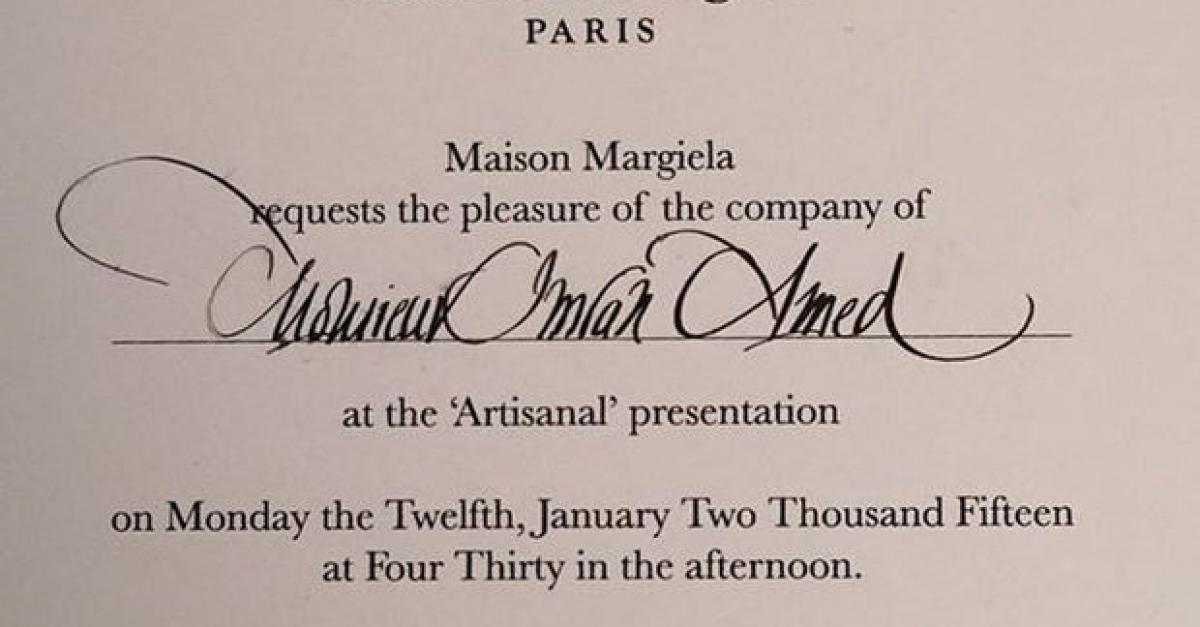 PARIS
Maison Margiela
requests the pleasure of the company of
Monsieur Imran Amed
at the ‘Artisanal’ presentation
on Monday the Twelfth, January Two Thousand Fifteen
at Four Thirty in the afternoon.